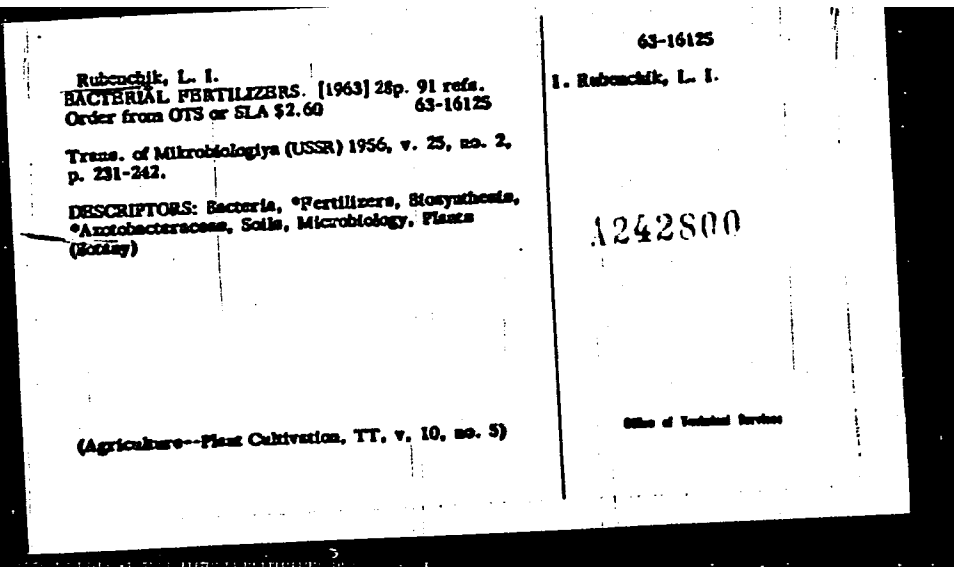 Rubenchik, L. I.
BACTERIAL FERTILIZERS. [1963] 28p. 91 refs.
Order from OTS or SLA $2.60 63-16125
Trans. of Mikrobiologiya (USSR) 1956, v. 25, no. 2,
p. 231-242.
DESCRIPTORS: Bacteria, *Fertilizers, Biosynthesis,
*Azotobacteraceae, Soils, Microbiology, Plants
(Botany)
(Agriculture--Plant Cultivation, TT, v. 10, no. 5)
63-16125
I. Rubenchik, L. I.
A242800
Office of Technical Services